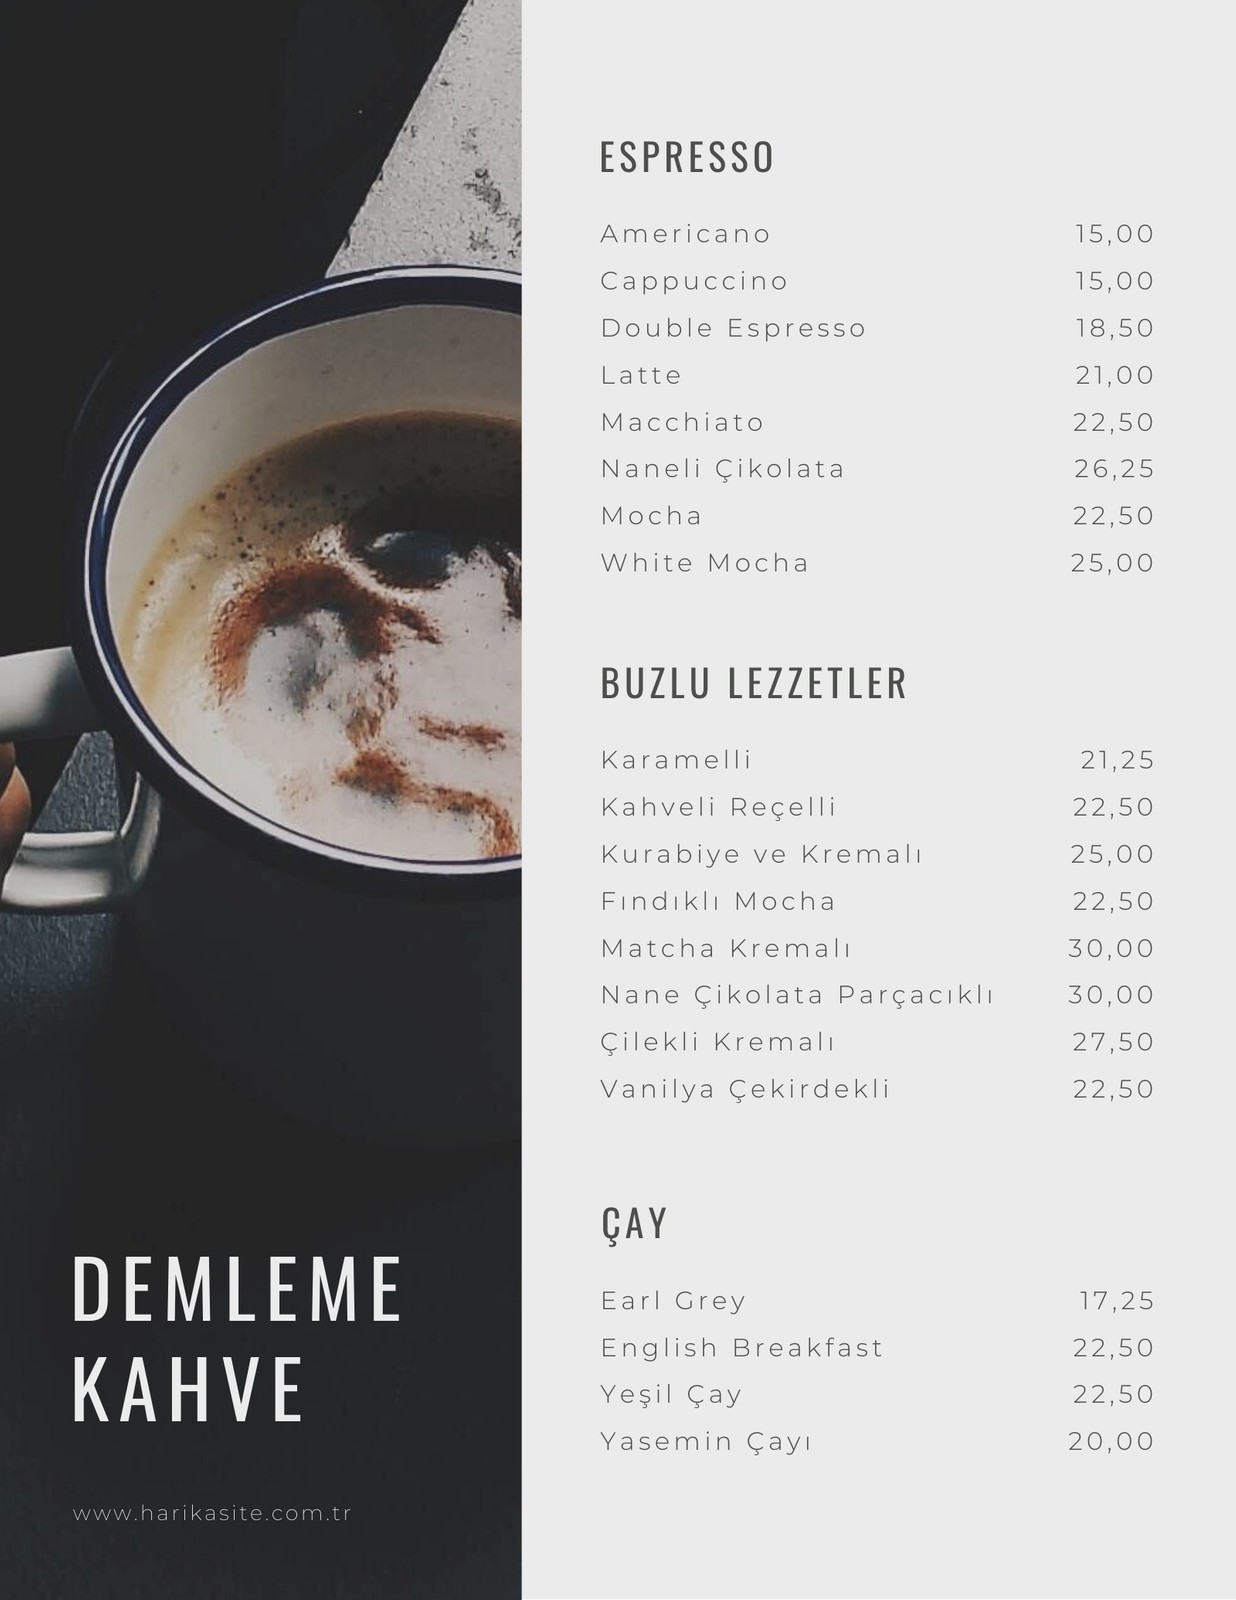 ESPRESSO
Americano 15,00
Cappuccino 15,00
Double Espresso 18,50
Latte 21,00
Macchiato 22,50
Naneli Çikolata 26,25
Mocha 22,50
White Mocha 25,00
BUZLU LEZZETLER
Karamelli 21,25
Kahveli Reçelli 22,50
Kurabiye ve Kremalı 25,00
Fındıklı Mocha 22,50
Matcha Kremalı 30,00
Nane Çikolata Parçacıklı 30,00
Çilekli Kremalı 27,50
Vanilya Çekirdekli 22,50
ÇAY
Earl Grey 17,25
English Breakfast 22,50
Yeşil Çay 22,50
Yasemin Çayı 20,00
DEMLEME
KAHVE
www.harikasite.com.tr